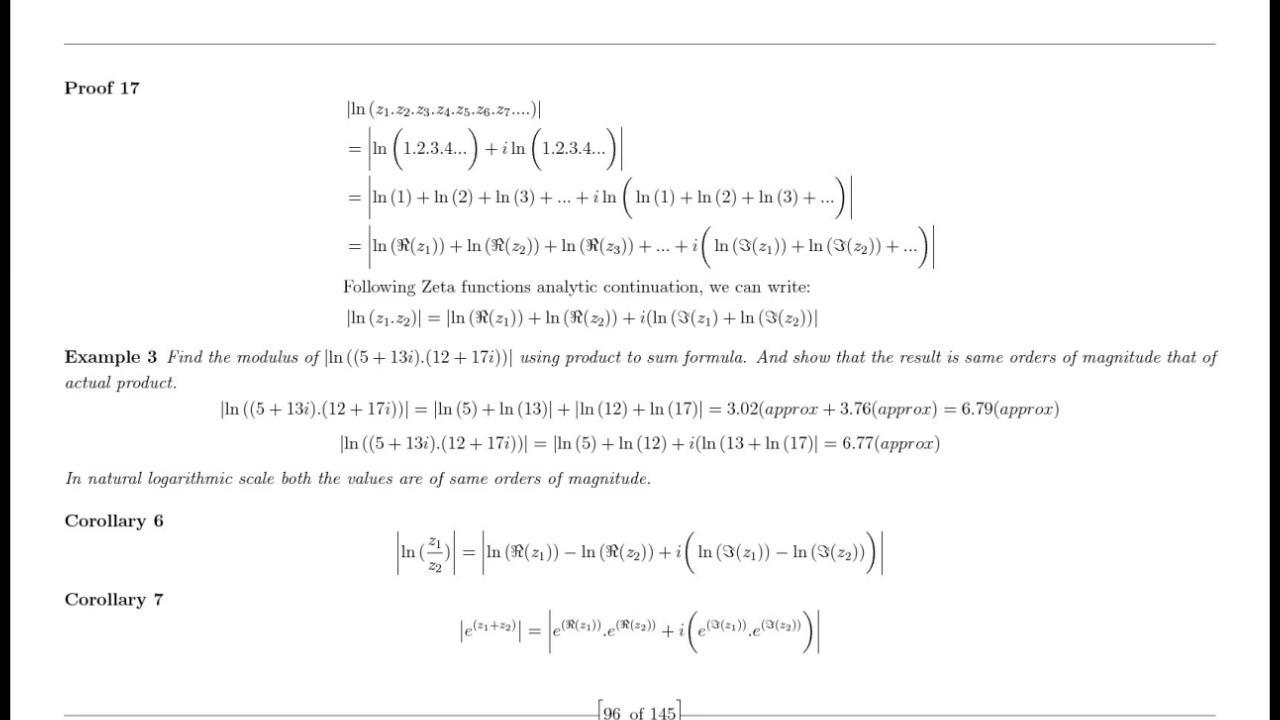 Proof 17
|ln (z₁.z₂.z₃.z₄.z₅.z₆.z₇....)|
= |ln (1.2.3.4...) + i ln (1.2.3.4...)|
= |ln (1) + ln (2) + ln (3) + ... + i ln ( ln (1) + ln (2) + ln (3) + ...)|
= |ln (ℜ(z₁)) + ln (ℜ(z₂)) + ln (ℜ(z₃)) + ... + i( ln (ℑ(z₁)) + ln (ℑ(z₂)) + ...)|
Following Zeta functions analytic continuation, we can write:
|ln (z₁.z₂)| = |ln (ℜ(z₁)) + ln (ℜ(z₂)) + i(ln (ℑ(z₁) + ln (ℑ(z₂))|
Example 3 Find the modulus of |ln ((5 + 13i).(12 + 17i))| using product to sum formula. And show that the result is same orders of magnitude that of
actual product.
|ln ((5 + 13i).(12 + 17i))| = |ln (5) + ln (13)| + |ln (12) + ln (17)| = 3.02(approx + 3.76(approx) = 6.79(approx)
|ln ((5 + 13i).(12 + 17i))| = |ln (5) + ln (12) + i(ln (13 + ln (17)| = 6.77(approx)
In natural logarithmic scale both the values are of same orders of magnitude.
Corollary 6
|ln (z₁/z₂)| = |ln (ℜ(z₁)) − ln (ℜ(z₂)) + i( ln (ℑ(z₁)) − ln (ℑ(z₂)))|
Corollary 7
|e^(z₁+z₂)| = |e^(ℜ(z₁)).e^(ℜ(z₂)) + i(e^(ℑ(z₁)).e^(ℑ(z₂)))|
[96 of 145]